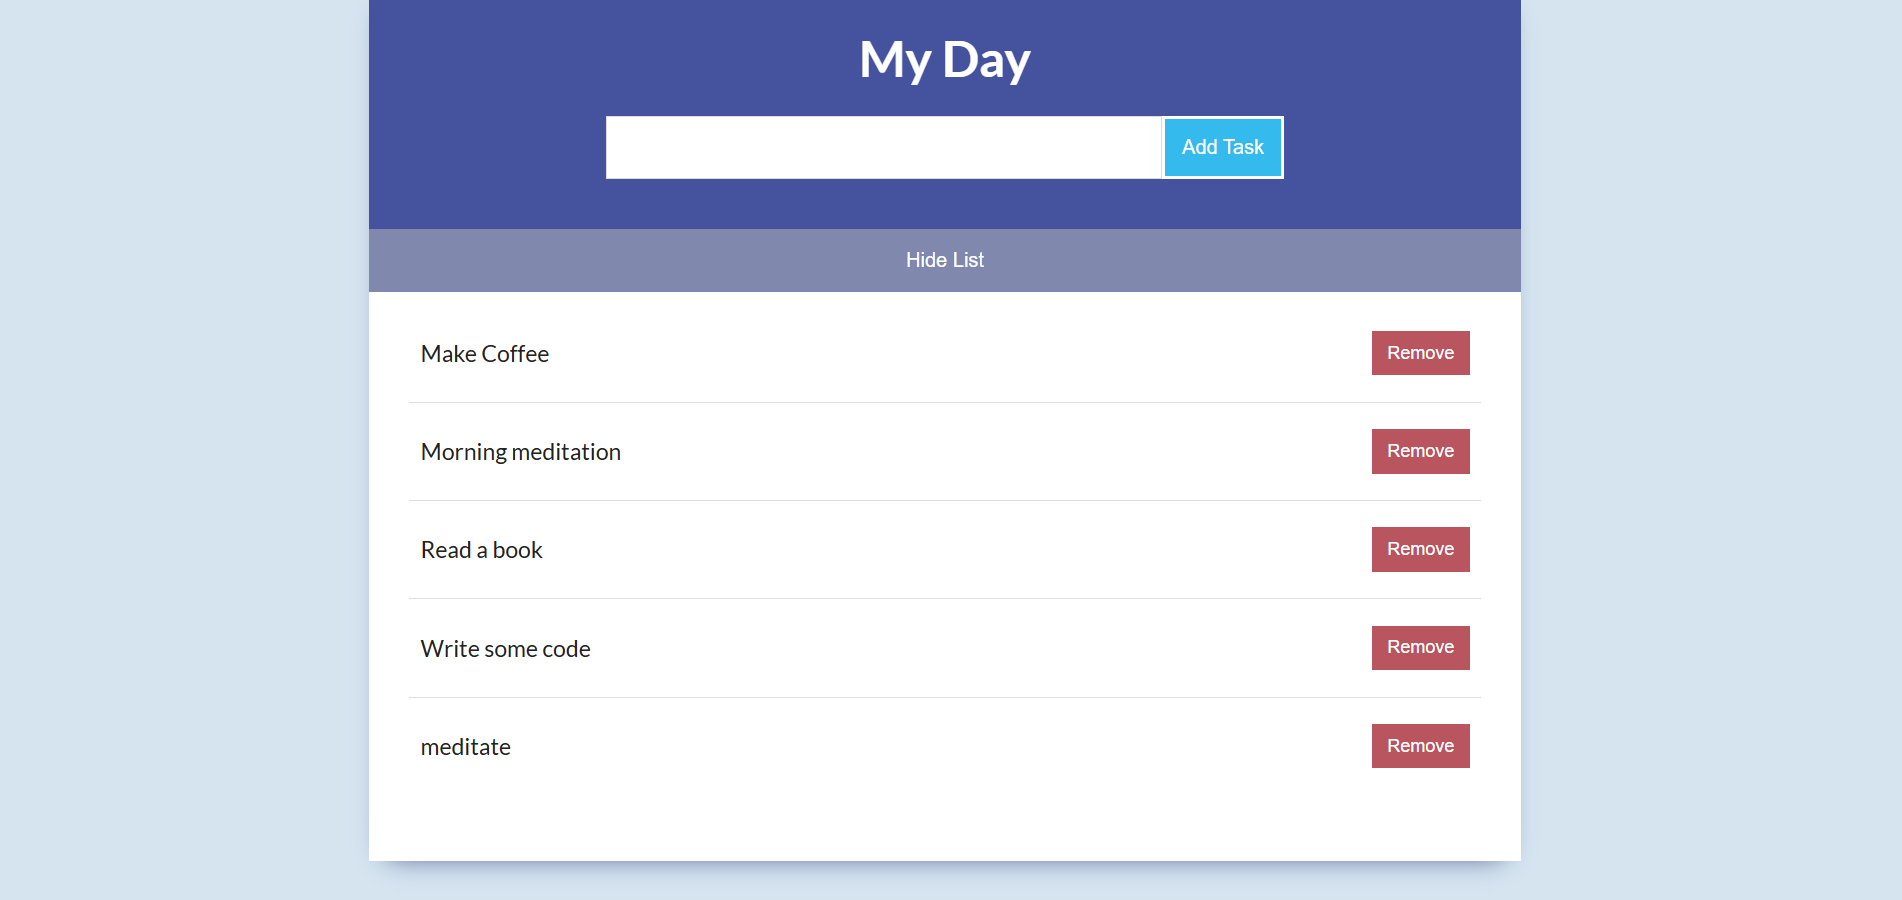 My Day
Add Task
Hide List
Make Coffee
Remove
Morning meditation
Remove
Read a book
Remove
Write some code
Remove
meditate
Remove